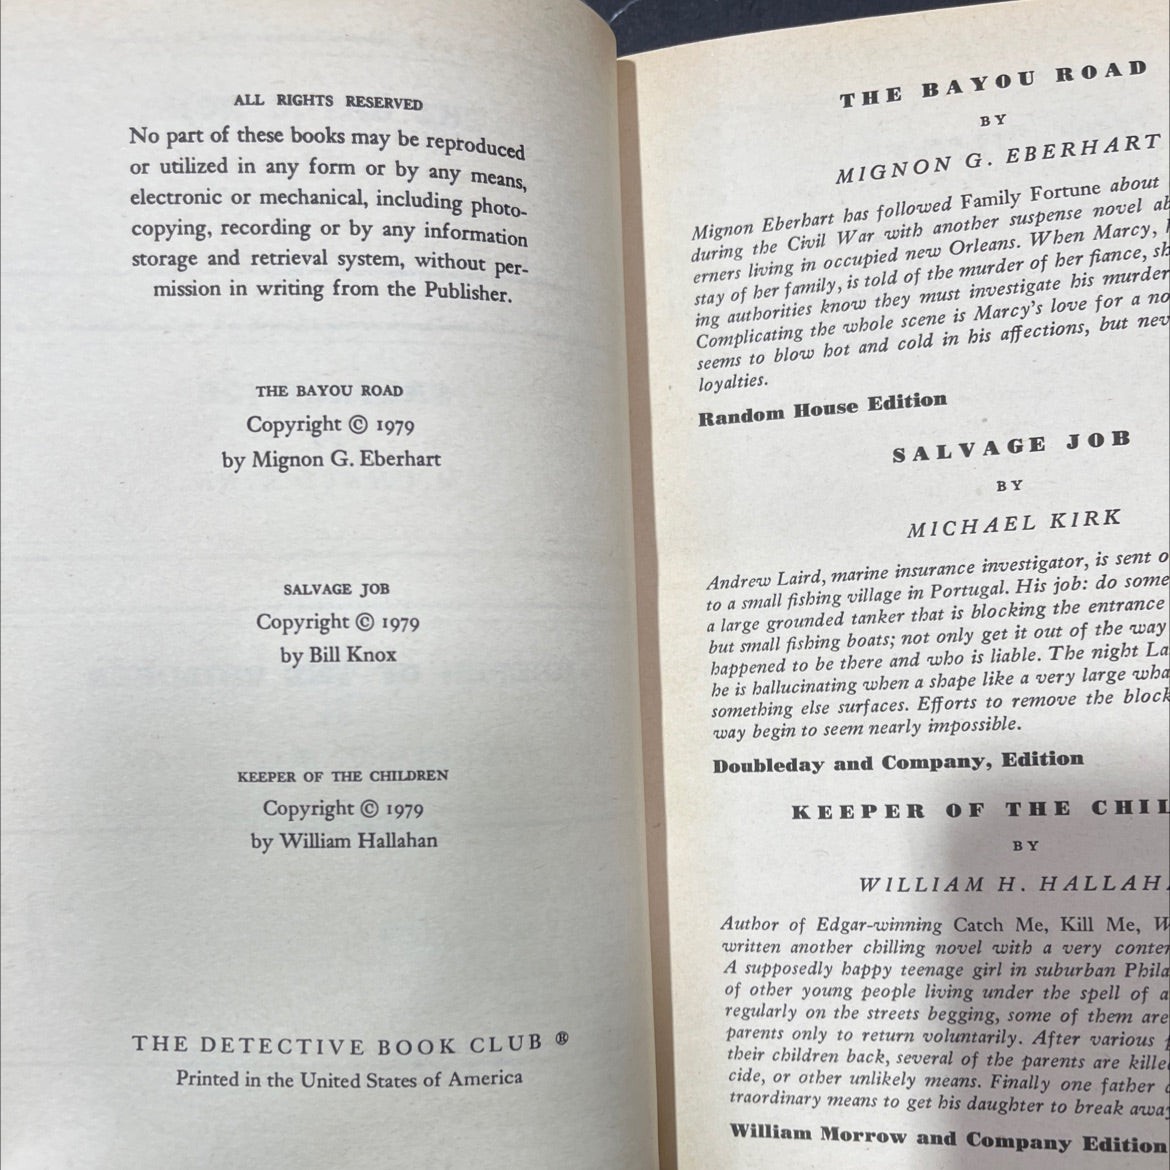 ALL RIGHTS RESERVED
No part of these books may be reproduced
or utilized in any form or by any means,
electronic or mechanical, including photo-
copying, recording or by any information
storage and retrieval system, without per-
mission in writing from the Publisher.
THE BAYOU ROAD
Copyright © 1979
by Mignon G. Eberhart
SALVAGE JOB
Copyright © 1979
by Bill Knox
KEEPER OF THE CHILDREN
Copyright © 1979
by William Hallahan
THE DETECTIVE BOOK CLUB ®
Printed in the United States of America
THE BAYOU ROAD
BY
MIGNON G. EBERHART
Mignon Eberhart has followed Family Fortune about
during the Civil War with another suspense novel
erners living in occupied new Orleans. When Marcy,
stay of her family, is told of the murder of her fiance,
ing authorities know they must investigate his murder
Complicating the whole scene is Marcy's love for a
seems to blow hot and cold in his affections, but
loyalties.
Random House Edition
SALVAGE JOB
BY
MICHAEL KIRK
Andrew Laird, marine insurance investigator, is sent
to a small fishing village in Portugal. His job: do some
a large grounded tanker that is blocking the entrance
but small fishing boats; not only get it out of the way
happened to be there and who is liable. The night
he is hallucinating when a shape like a very large
something else surfaces. Efforts to remove the block
way begin to seem nearly impossible.
Doubleday and Company, Edition
KEEPER OF THE CHIL
BY
WILLIAM H. HALLAH
Author of Edgar-winning Catch Me, Kill Me,
written another chilling novel with a very
A supposedly happy teenage girl in suburban
of other young people living under the spell of a
regularly on the streets begging, some of them are
parents only to return voluntarily. After various
their children back, several of the parents are
cide, or other unlikely means. Finally one father
traordinary means to get his daughter to break
William Morrow and Company Edition